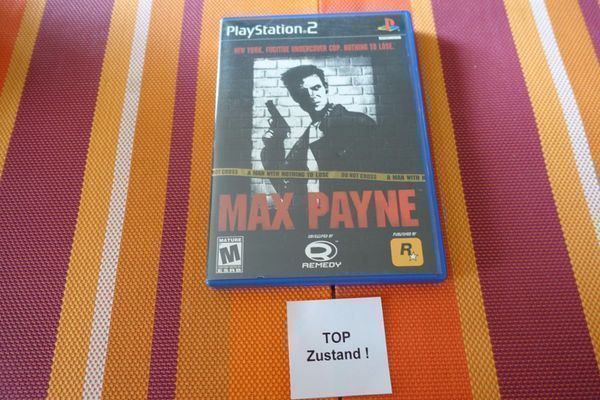 PlayStation®2
NEW YORK. FUGITIVE UNDERCOVER COP. NOTHING TO LOSE.
DO NOT CROSS A MAN WITH NOTHING TO LOSE DO NOT CROSS A MAN WITH N
MAX PAYNE
MATURE
M
ESRB
DEVELOPED BY
REMEDY
PUBLISHED BY
R
TOP
Zustand !